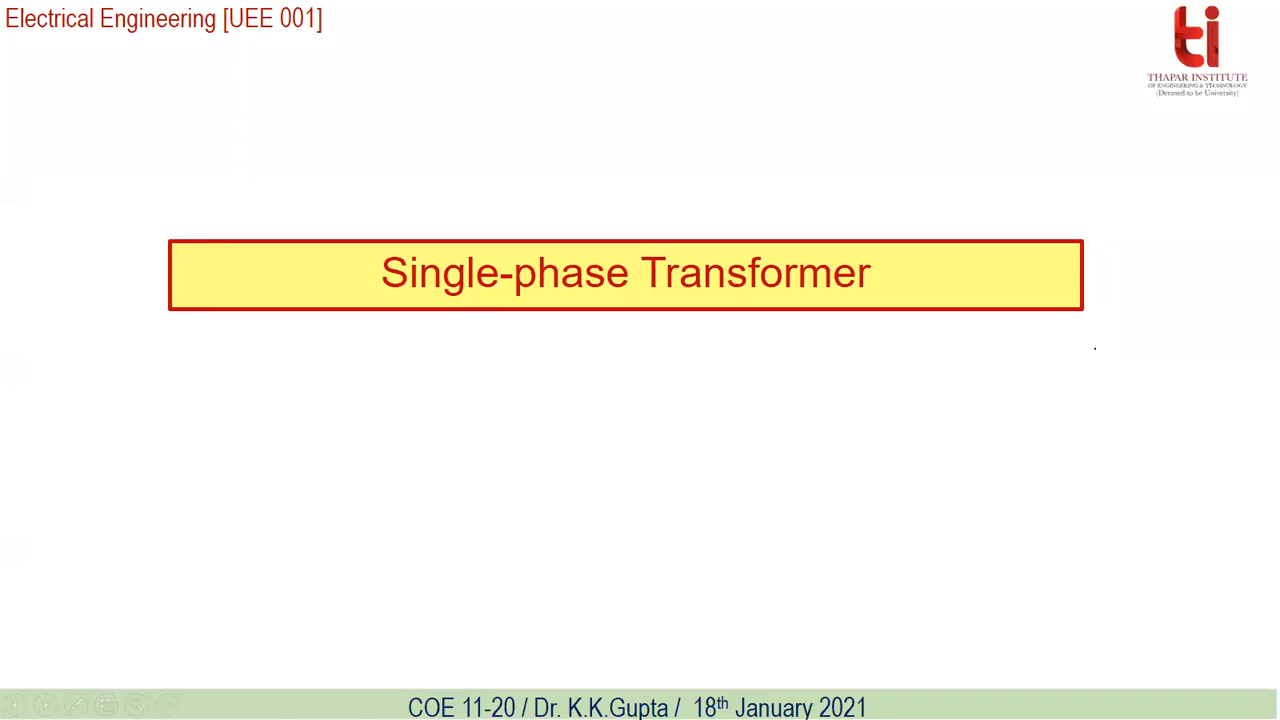 Electrical Engineering [UEE 001]
THAPAR INSTITUTE
OF ENGINEERING & TECHNOLOGY
(Deemed to be University)
Single-phase Transformer
COE 11-20 / Dr. K.K.Gupta / 18th January 2021